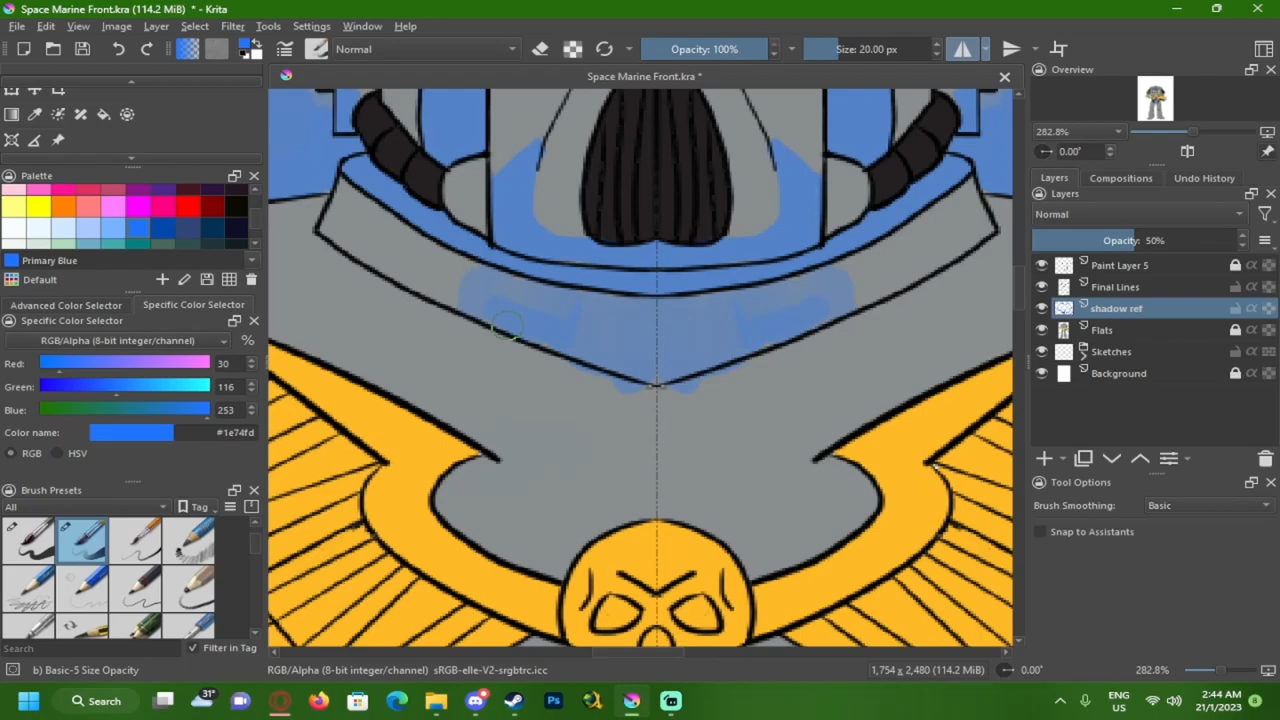 Space Marine Front.kra (114.2 MiB) * - Krita
File Edit View Image Layer Select Filter Tools Settings Window Help
Normal Opacity: 100% Size: 20.00 px
Space Marine Front.kra *
Overview
282.8%
0.00°
Palette
Primary Blue
Default
Advanced Color Selector Specific Color Selector
Specific Color Selector
RGB/Alpha (8-bit integer/channel) %
Red: 30
Green: 116
Blue: 253
Color name: #1e74fd
RGB HSV
Brush Presets
All Tag
Search Filter in Tag
Layers Compositions Undo History
Layers
Normal
Opacity: 50%
Paint Layer 5
Final Lines
shadow ref
Flats
Sketches
Background
Tool Options
Brush Smoothing: Basic
Snap to Assistants
b) Basic-5 Size Opacity RGB/Alpha (8-bit integer/channel) sRGB-elle-V2-srgbtrc.icc 1,754 x 2,480 (114.2 MiB) 0.00° 282.8%
Search 31° Ps ENG US 2:44 AM 21/1/2023 8